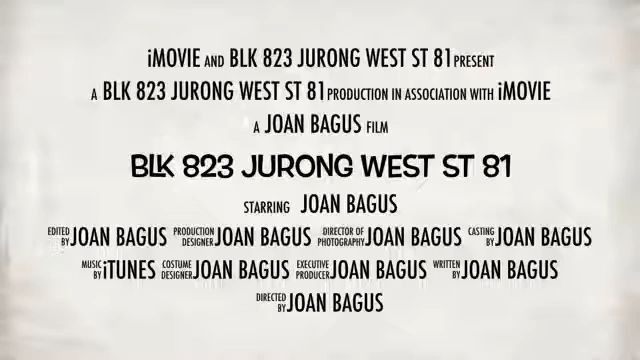 iMOVIE AND BLK 823 JURONG WEST ST 81 PRESENT
A BLK 823 JURONG WEST ST 81 PRODUCTION IN ASSOCIATION WITH iMOVIE
A JOAN BAGUS FILM
BLK 823 JURONG WEST ST 81
STARRING JOAN BAGUS
EDITED BY JOAN BAGUS PRODUCTION DESIGNER JOAN BAGUS DIRECTOR OF PHOTOGRAPHY JOAN BAGUS CASTING BY JOAN BAGUS
MUSIC BY iTUNES COSTUME DESIGNER JOAN BAGUS EXECUTIVE PRODUCER JOAN BAGUS WRITTEN BY JOAN BAGUS
DIRECTED BY JOAN BAGUS